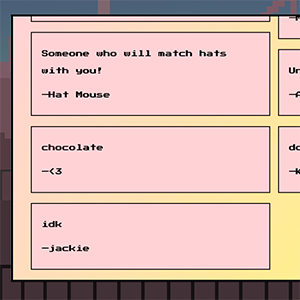 Someone who will match hats
with you!
—Hat Mouse
chocolate
—<3
idk
—jackie